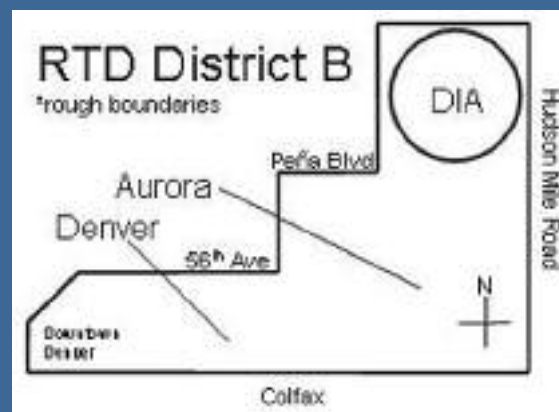 RTD District B
*rough boundaries
DIA
Hudson Mile Road
Peña Blvd
Aurora
Denver
56th Ave
N
Downtown
Denver
Colfax